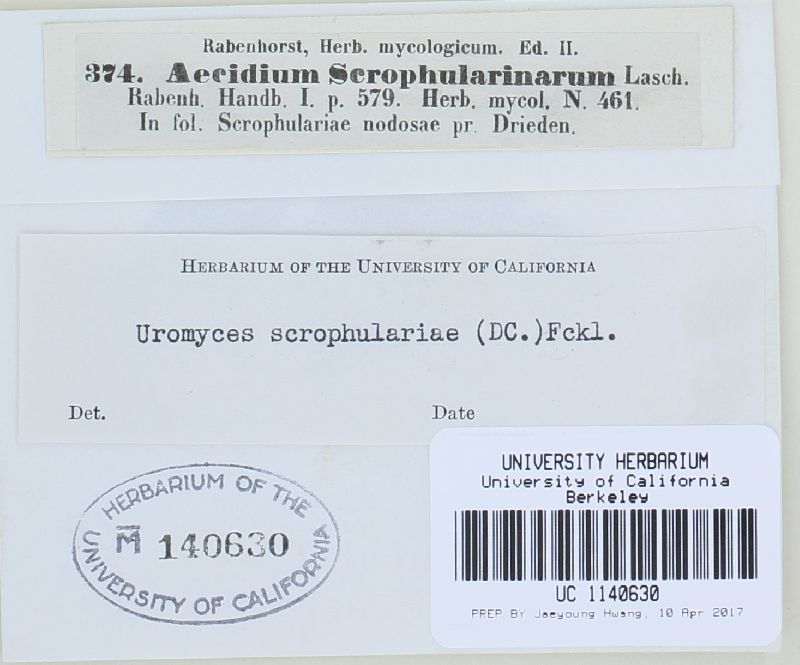 Rabenhorst, Herb. mycologicum. Ed. II.
374. Aecidium Scrophularinarum Lasch.
Rabenh. Handb. I. p. 579. Herb. mycol. N. 461.
In fol. Scrophulariae nodosae pr. Drieden.
HERBARIUM OF THE UNIVERSITY OF CALIFORNIA
Uromyces scrophulariae (DC.)Fckl.
Det. Date
HERBARIUM OF THE
M 140630
UNIVERSITY OF CALIFORNIA
UNIVERSITY HERBARIUM
University of California
Berkeley
UC 1140630
PREP BY Jaeyoung Hwang, 10 Apr 2017